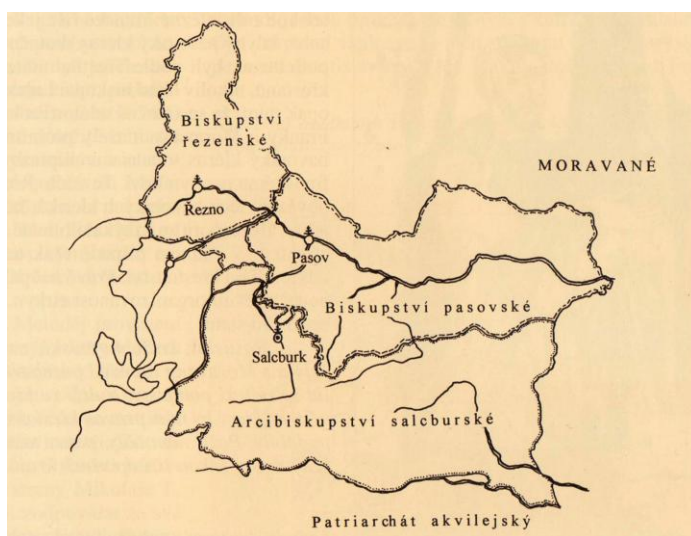 Biskupství
řezenské
MORAVANÉ
Řezno
Pasov
Biskupství pasovské
Salcburk
Arcibiskupství salcburské
Patriarchát akvilejský